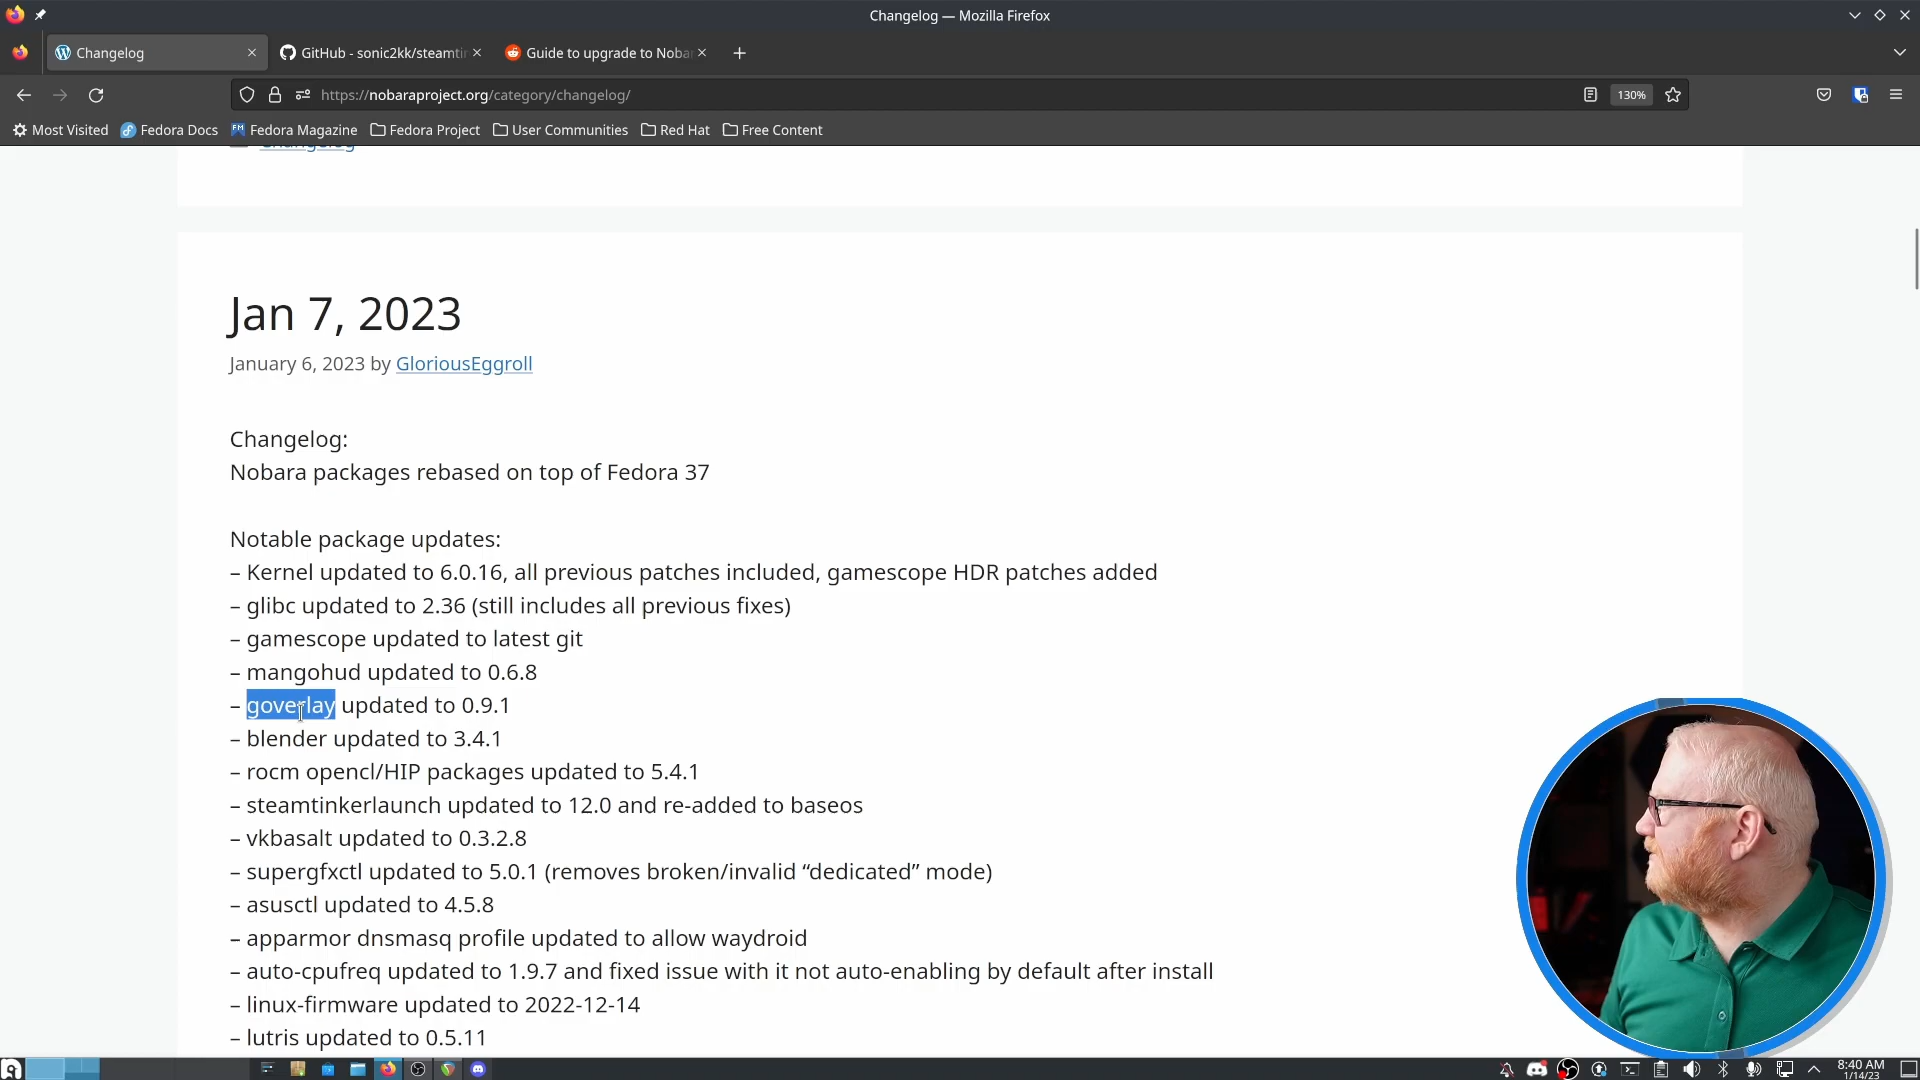 Changelog — Mozilla Firefox
Changelog
GitHub - sonic2kk/steamti
Guide to upgrade to Noba
https://nobaraproject.org/category/changelog/
130%
Most Visited
Fedora Docs
Fedora Magazine
Fedora Project
User Communities
Red Hat
Free Content
Changelog
Jan 7, 2023
January 6, 2023 by GloriousEggroll
Changelog:
Nobara packages rebased on top of Fedora 37
Notable package updates:
– Kernel updated to 6.0.16, all previous patches included, gamescope HDR patches added
– glibc updated to 2.36 (still includes all previous fixes)
– gamescope updated to latest git
– mangohud updated to 0.6.8
– goverlay updated to 0.9.1
– blender updated to 3.4.1
– rocm opencl/HIP packages updated to 5.4.1
– steamtinkerlaunch updated to 12.0 and re-added to baseos
– vkbasalt updated to 0.3.2.8
– supergfxctl updated to 5.0.1 (removes broken/invalid “dedicated” mode)
– asusctl updated to 4.5.8
– apparmor dnsmasq profile updated to allow waydroid
– auto-cpufreq updated to 1.9.7 and fixed issue with it not auto-enabling by default after install
– linux-firmware updated to 2022-12-14
– lutris updated to 0.5.11
8:40 AM
1/14/23